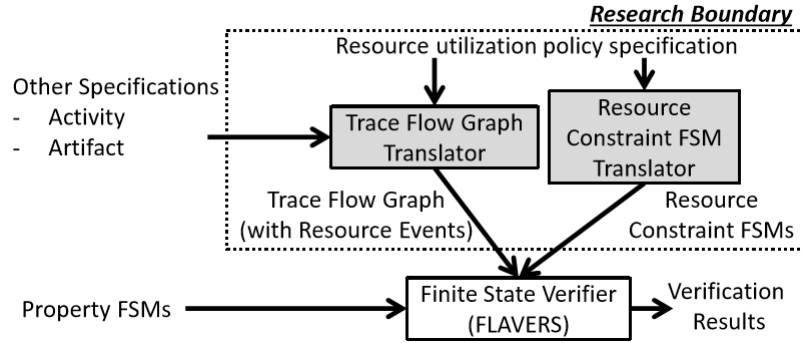 Research Boundary
Resource utilization policy specification
Other Specifications
- Activity
- Artifact
Trace Flow Graph
Translator
Resource
Constraint FSM
Translator
Trace Flow Graph
(with Resource Events)
Resource
Constraint FSMs
Property FSMs
Finite State Verifier
(FLAVERS)
Verification
Results